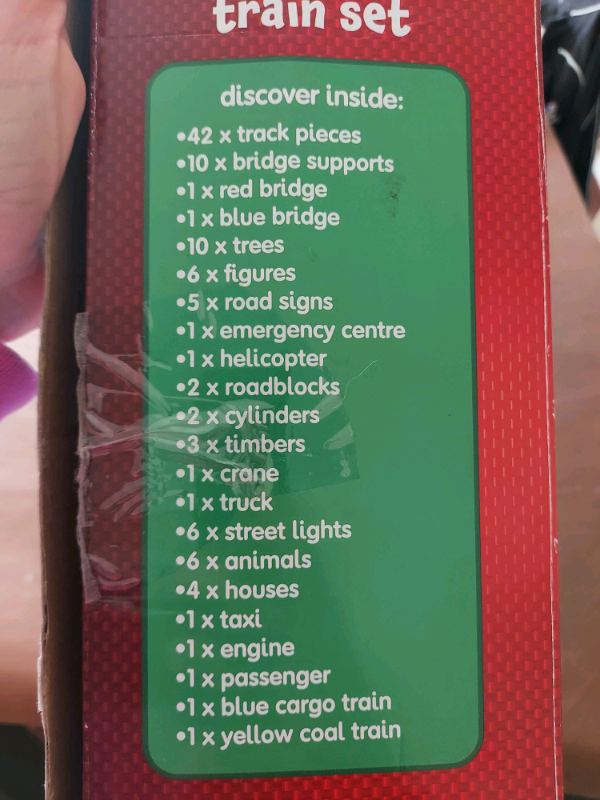 train set
discover inside:
•42 x track pieces
•10 x bridge supports
•1 x red bridge
•1 x blue bridge
•10 x trees
•6 x figures
•5 x road signs
•1 x emergency centre
•1 x helicopter
•2 x roadblocks
•2 x cylinders
•3 x timbers
•1 x crane
•1 x truck
•6 x street lights
•6 x animals
•4 x houses
•1 x taxi
•1 x engine
•1 x passenger
•1 x blue cargo train
•1 x yellow coal train